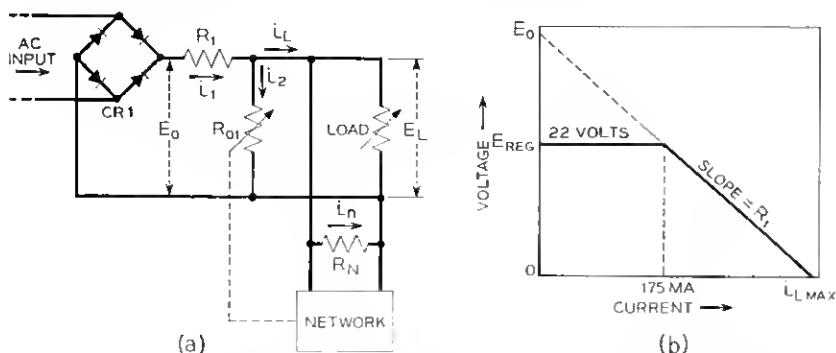 AC
INPUT
CR1
R1
i1
E0
i2
R01
iL
LOAD
EL
in
RN
NETWORK
(a)
E0
EREG
22 VOLTS
VOLTAGE
SLOPE = R1
0
175 MA
iL MAX
CURRENT
(b)